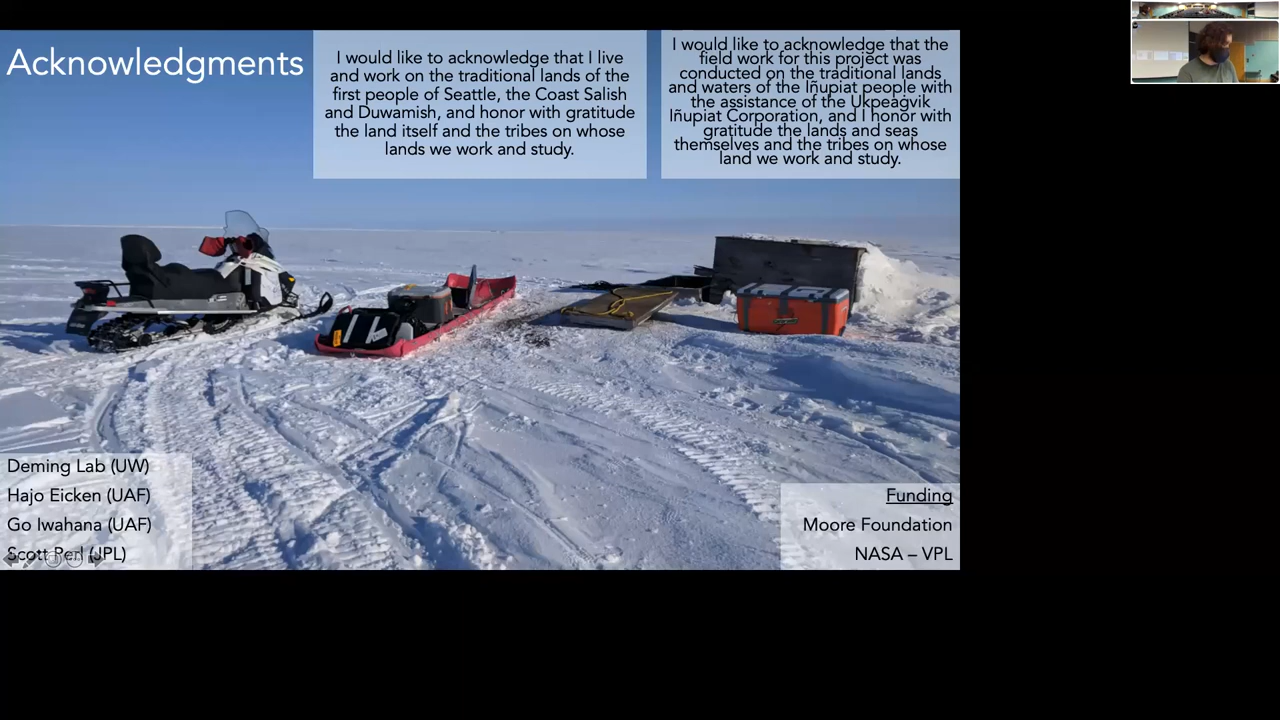 Acknowledgments
I would like to acknowledge that I live
and work on the traditional lands of the
first people of Seattle, the Coast Salish
and Duwamish, and honor with gratitude
the land itself and the tribes on whose
lands we work and study.
I would like to acknowledge that the
field work for this project was
conducted on the traditional lands
and waters of the Iñupiat people with
the assistance of the Ukpeaġvik
Iñupiat Corporation, and I honor with
gratitude the lands and seas
themselves and the tribes on whose
land we work and study.
Deming Lab (UW)
Hajo Eicken (UAF)
Go Iwahana (UAF)
Scott Perl (JPL)
Funding
Moore Foundation
NASA – VPL